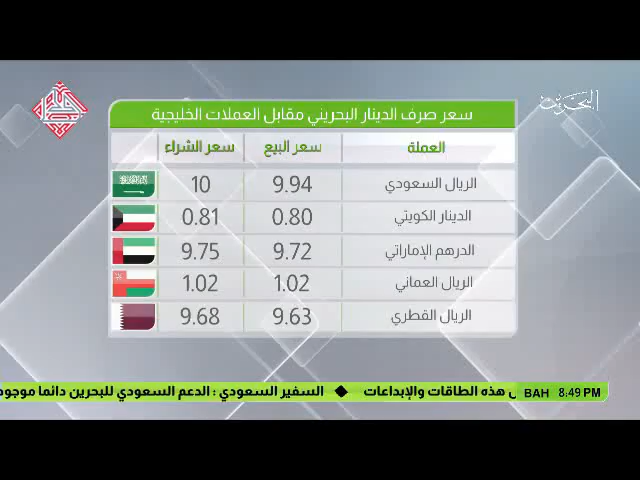 البحرين
سعر صرف الدينار البحريني مقابل العملات الخليجية
العملة سعر البيع سعر الشراء
الريال السعودي 9.94 10
الدينار الكويتي 0.80 0.81
الدرهم الإماراتي 9.72 9.75
الريال العماني 1.02 1.02
الريال القطري 9.63 9.68
BAH 8:49 PM
هذه الطاقات والإبداعات ◆ السفير السعودي : الدعم السعودي للبحرين دائما